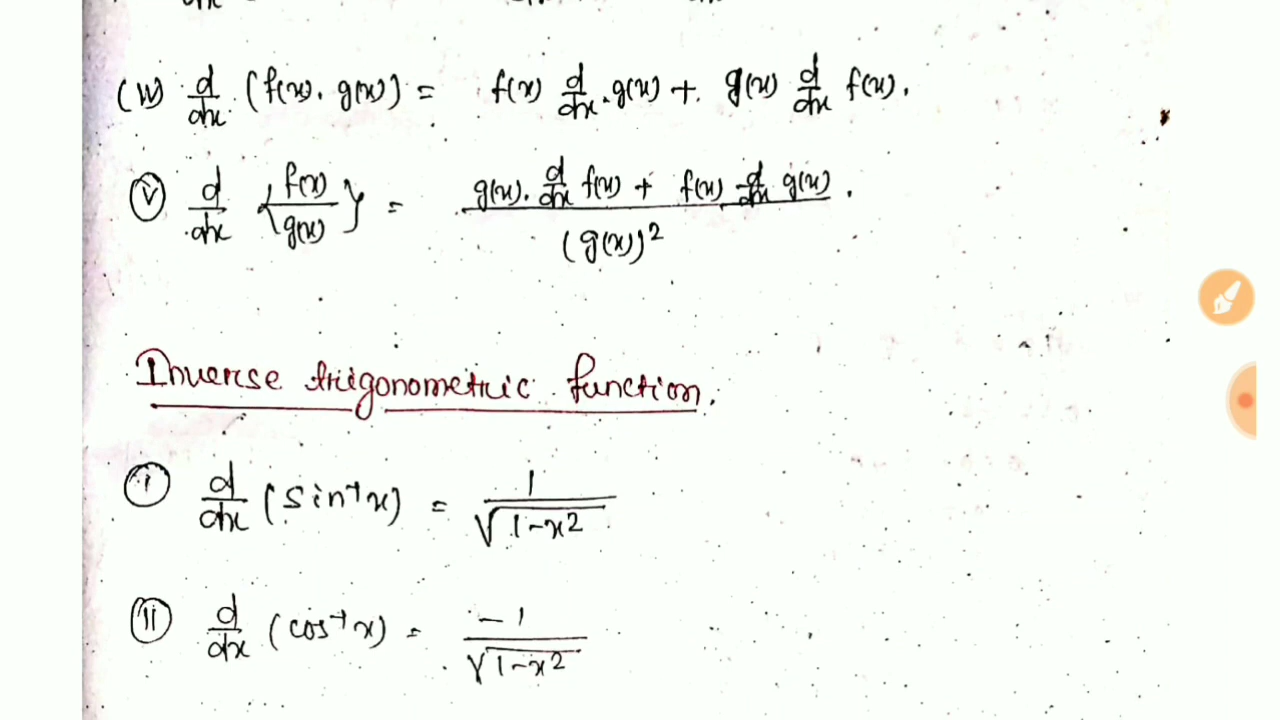 (iv) d/dx (f(x). g(x)) = f(x) d/dx . g(x) + g(x) d/dx f(x).
(v) d/dx {f(x)/g(x)} = g(x). d/dx f(x) + f(x) d/dx g(x) / (g(x))²
Inverse trigonometric function.
(i) d/dx (sin⁻¹x) = 1/√1-x²
(ii) d/dx (cos⁻¹x) = -1/√1-x²